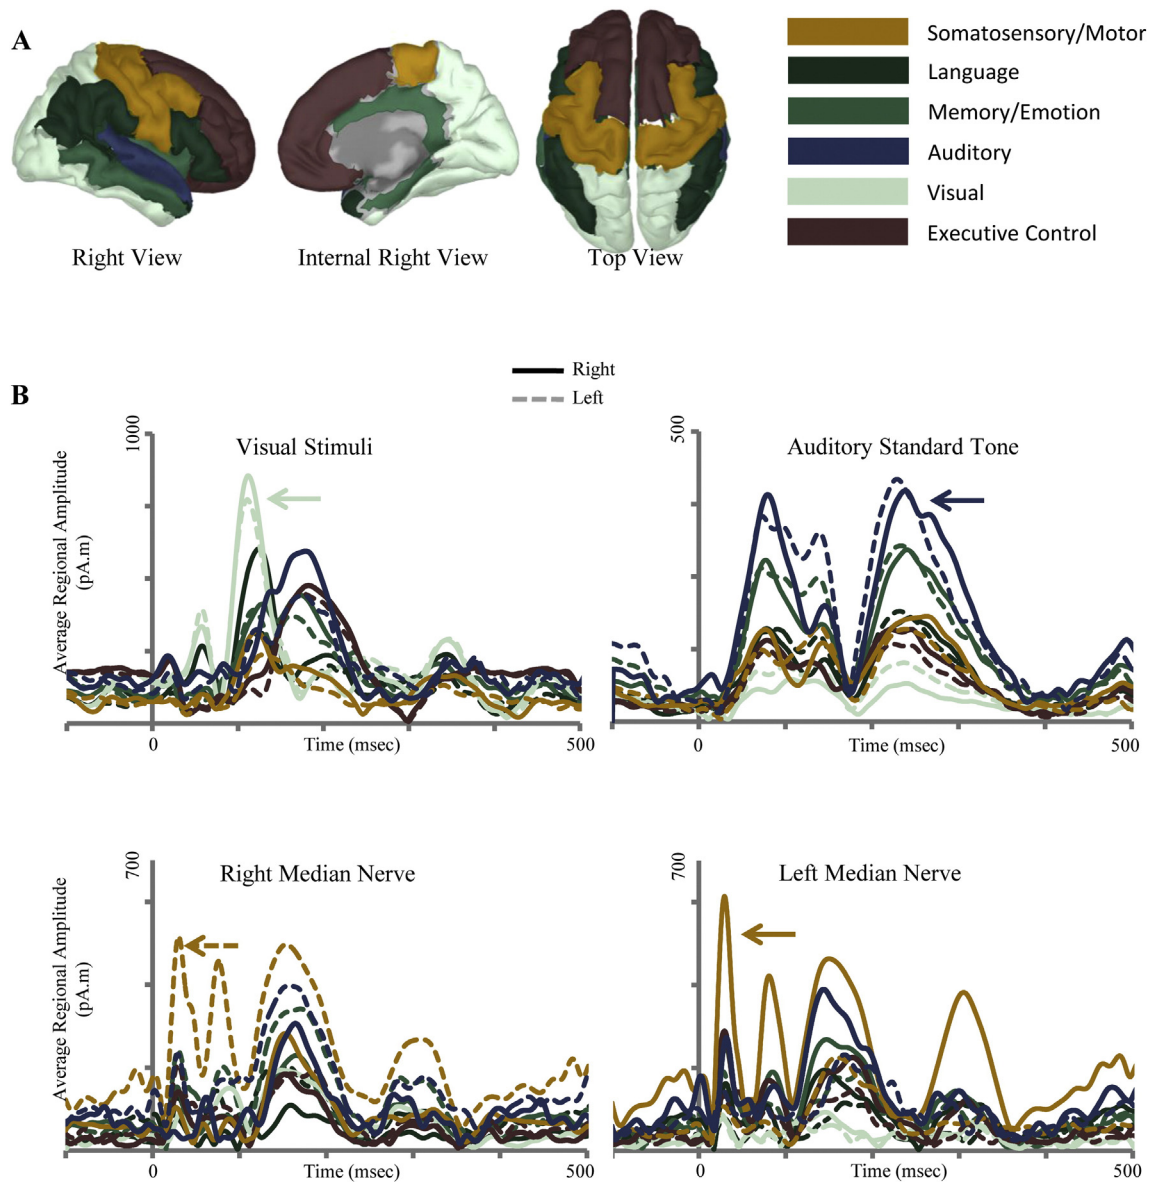 A
Somatosensory/Motor
Language
Memory/Emotion
Auditory
Visual
Executive Control
Right View
Internal Right View
Top View
B
Right
Left
Visual Stimuli
1000
Average Regional Amplitude
(pA.m)
0
Time (msec)
500
Auditory Standard Tone
500
0
Time (msec)
500
Right Median Nerve
700
Average Regional Amplitude
(pA.m)
0
Time (msec)
500
Left Median Nerve
700
0
Time (msec)
500